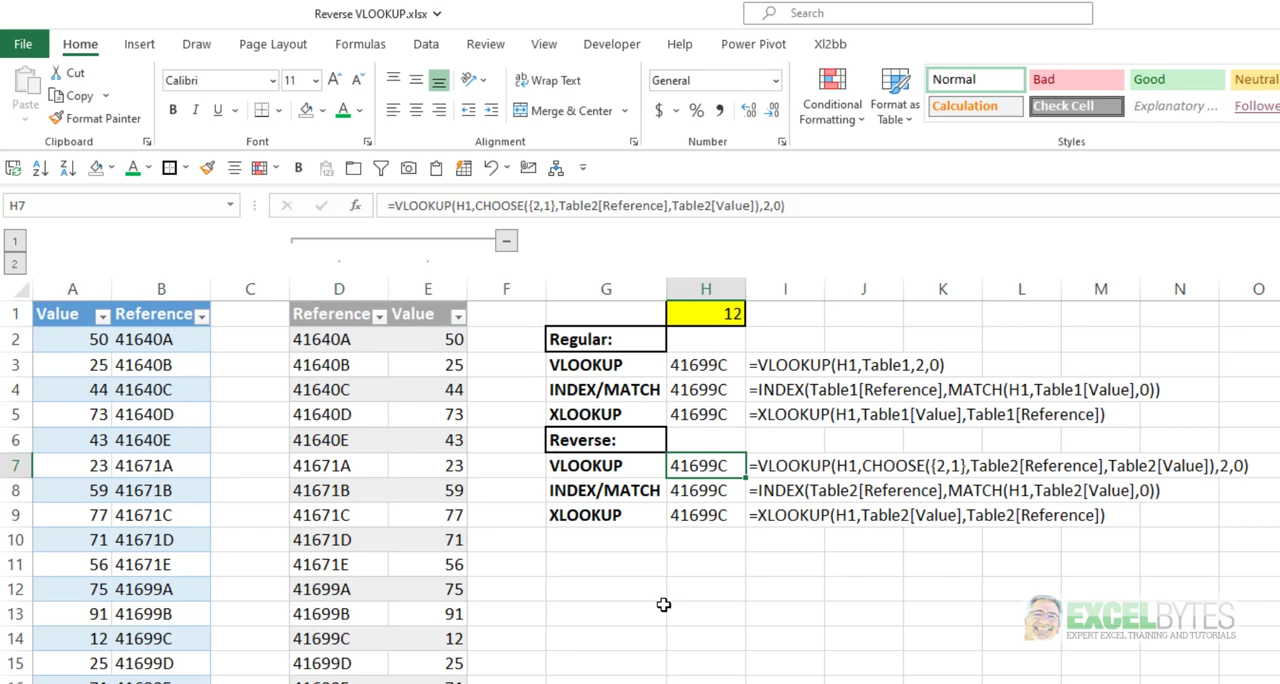 Reverse VLOOKUP.xlsx
Search
File Home Insert Draw Page Layout Formulas Data Review View Developer Help Power Pivot Xl2bb
Paste
Cut
Copy
Format Painter
Clipboard
Calibri 11
B I U
Font
Wrap Text
Merge & Center
Alignment
General
$ % 9
Number
Conditional Formatting
Format as Table
Normal Bad Good Neutral
Calculation Check Cell Explanatory ... Followe
Styles
H7 fx =VLOOKUP(H1,CHOOSE({2,1},Table2[Reference],Table2[Value]),2,0)
1
2
A B C D E F G H I J K L M N O
1 Value Reference Reference Value 12
2 50 41640A 41640A 50 Regular:
3 25 41640B 41640B 25 VLOOKUP 41699C =VLOOKUP(H1,Table1,2,0)
4 44 41640C 41640C 44 INDEX/MATCH 41699C =INDEX(Table1[Reference],MATCH(H1,Table1[Value],0))
5 73 41640D 41640D 73 XLOOKUP 41699C =XLOOKUP(H1,Table1[Value],Table1[Reference])
6 43 41640E 41640E 43 Reverse:
7 23 41671A 41671A 23 VLOOKUP 41699C =VLOOKUP(H1,CHOOSE({2,1},Table2[Reference],Table2[Value]),2,0)
8 59 41671B 41671B 59 INDEX/MATCH 41699C =INDEX(Table2[Reference],MATCH(H1,Table2[Value],0))
9 77 41671C 41671C 77 XLOOKUP 41699C =XLOOKUP(H1,Table2[Value],Table2[Reference])
10 71 41671D 41671D 71
11 56 41671E 41671E 56
12 75 41699A 41699A 75
13 91 41699B 41699B 91
14 12 41699C 41699C 12
15 25 41699D 41699D 25
EXCELBYTES
EXPERT EXCEL TRAINING AND TUTORIALS